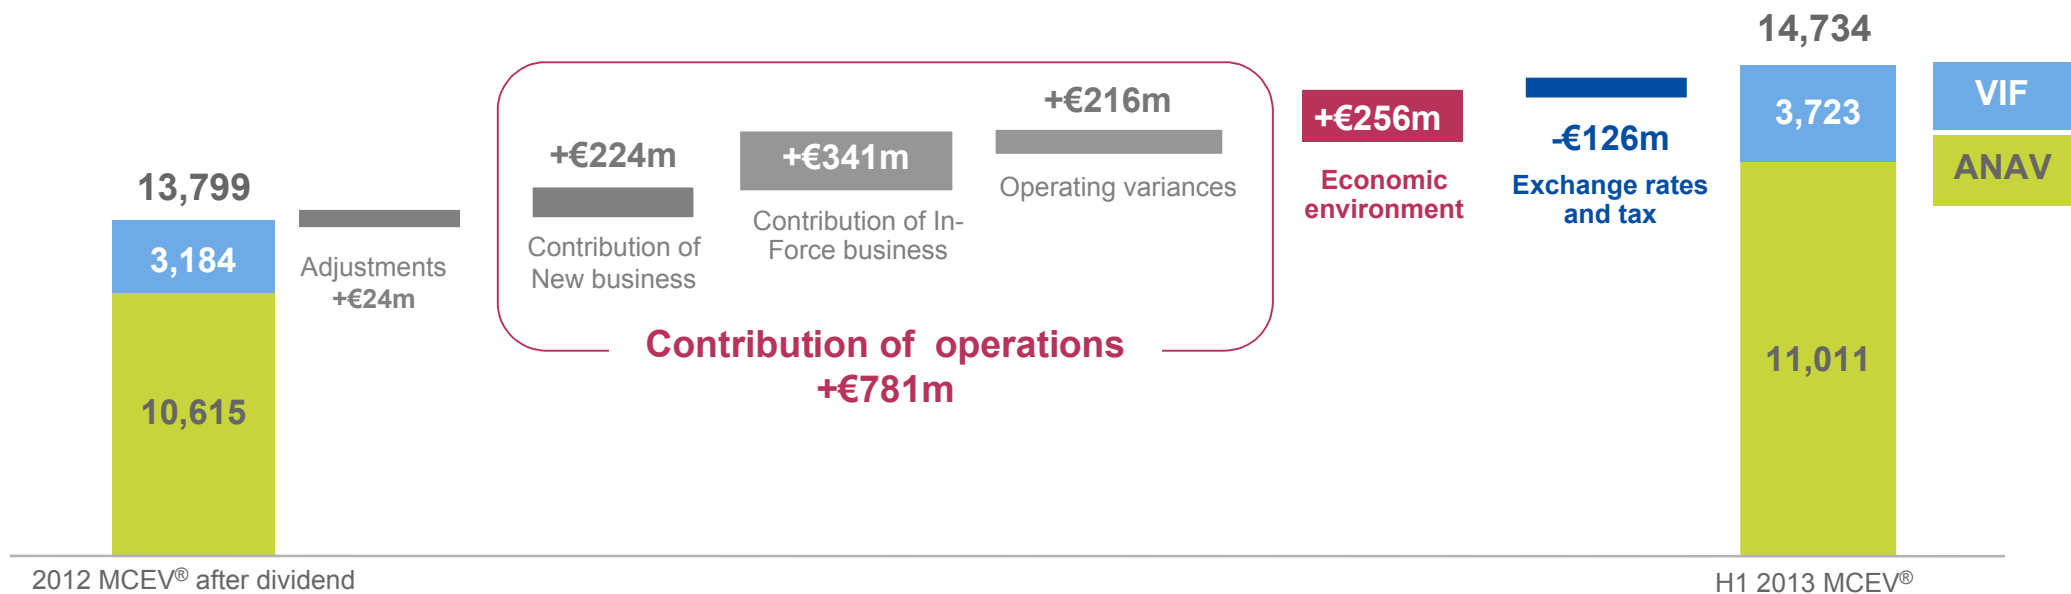 13,799
3,184
10,615
2012 MCEV® after dividend
Adjustments
+€24m
+€224m
Contribution of
New business
+€341m
Contribution of In-
Force business
+€216m
Operating variances
Contribution of operations
+€781m
+€256m
Economic
environment
-€126m
Exchange rates
and tax
14,734
3,723
11,011
H1 2013 MCEV®
VIF
ANAV